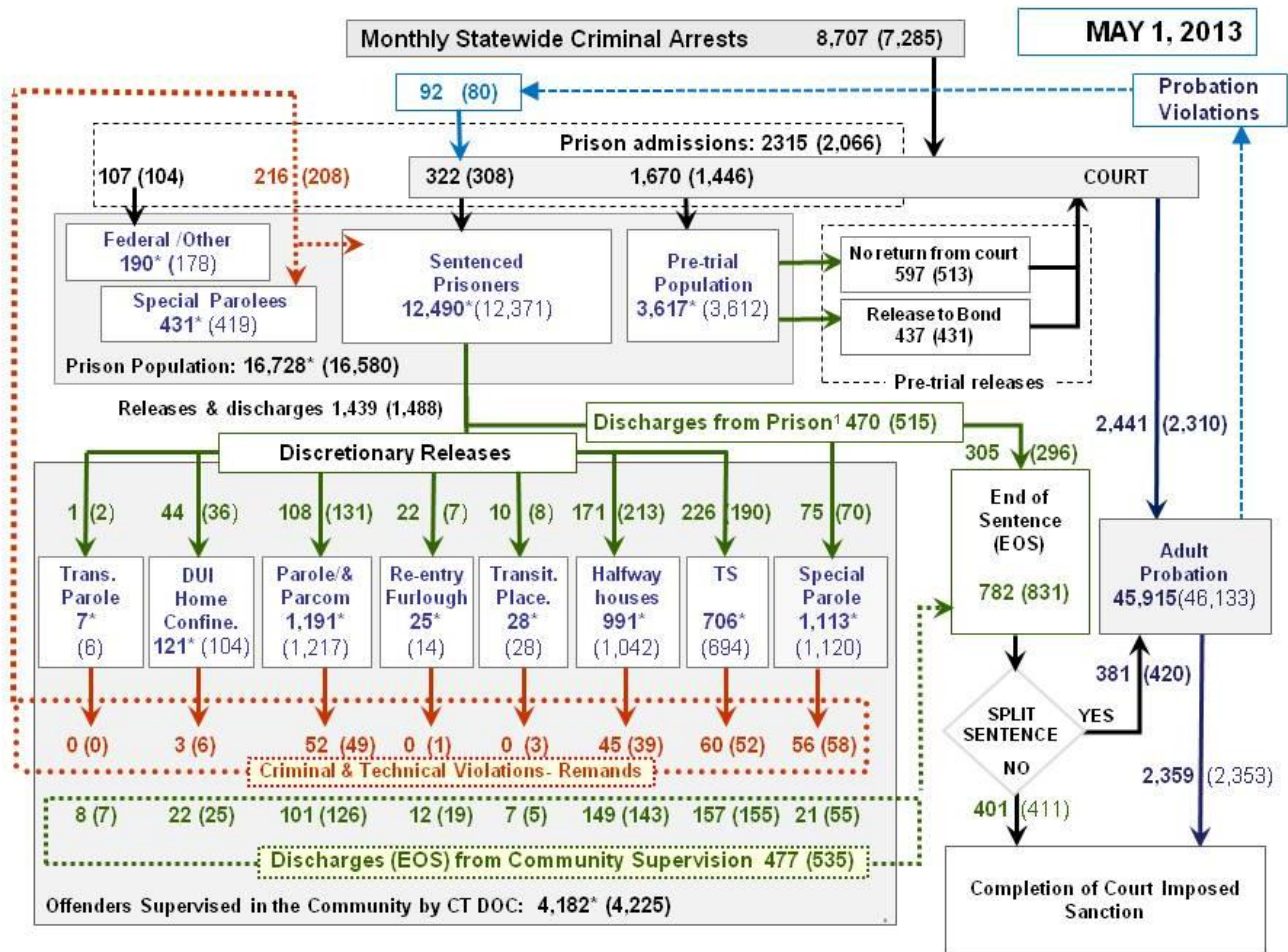 Monthly Statewide Criminal Arrests 8,707 (7,285)
MAY 1, 2013
92 (80)
Probation
Violations
Prison admissions: 2315 (2,066)
107 (104)
216 (208)
322 (308)
1,670 (1,446)
COURT
Federal /Other
190* (178)
Special Parolees
431* (419)
Sentenced
Prisoners
12,490*(12,371)
Pre-trial
Population
3,617* (3,612)
No return from court
597 (513)
Release to Bond
437 (431)
Pre-trial releases
Prison Population: 16,728* (16,580)
Releases & discharges 1,439 (1,488)
Discharges from Prison¹ 470 (515)
Discretionary Releases
305 (296)
2,441 (2,310)
1 (2)
44 (36)
108 (131)
22 (7)
10 (8)
171 (213)
226 (190)
75 (70)
Trans.
Parole
7*
(6)
DUI
Home
Confine.
121* (104)
Parole/&
Parcom
1,191*
(1,217)
Re-entry
Furlough
25*
(14)
Transit.
Place.
28*
(28)
Halfway
houses
991*
(1,042)
TS
706*
(694)
Special
Parole
1,113*
(1,120)
End of
Sentence
(EOS)
782 (831)
Adult
Probation
45,915(46,133)
381 (420)
SPLIT
SENTENCE
YES
NO
401 (411)
2,359 (2,353)
0 (0)
3 (6)
52 (49)
0 (1)
0 (3)
45 (39)
60 (52)
56 (58)
Criminal & Technical Violations- Remands
8 (7)
22 (25)
101 (126)
12 (19)
7 (5)
149 (143)
157 (155)
21 (55)
Discharges (EOS) from Community Supervision 477 (535)
Offenders Supervised in the Community by CT DOC: 4,182* (4,225)
Completion of Court Imposed
Sanction